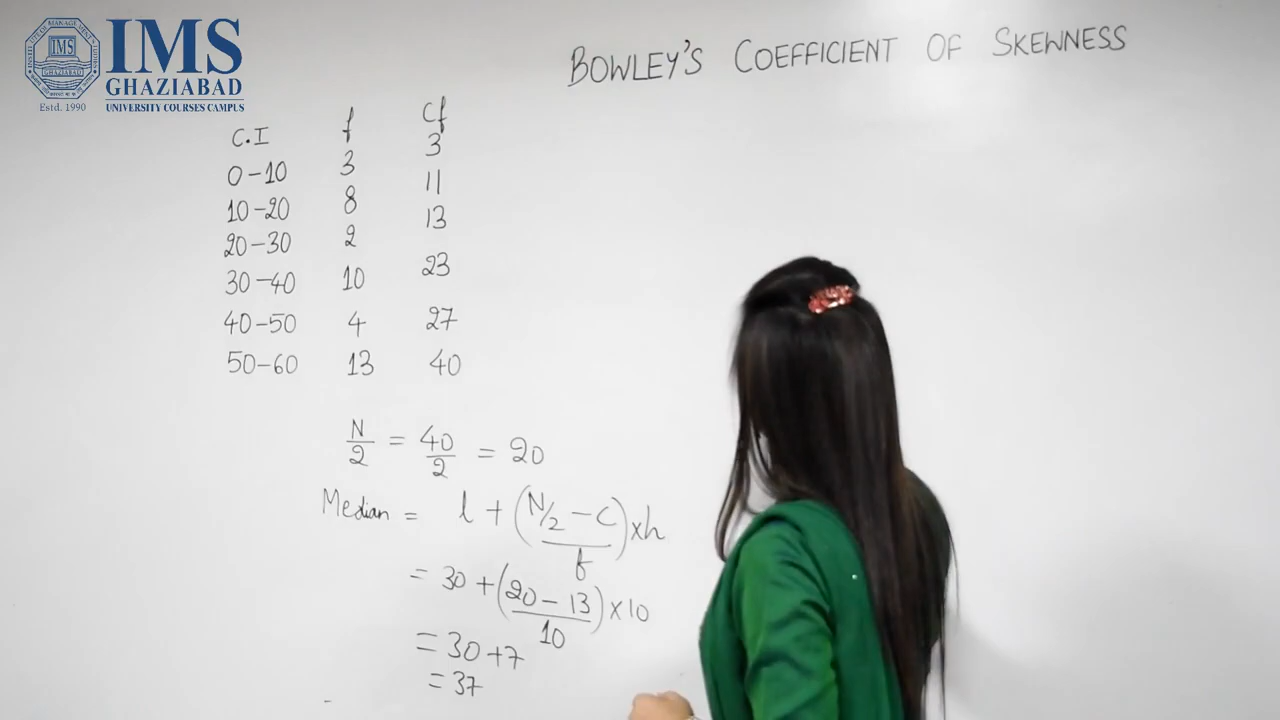 IMS
GHAZIABAD
UNIVERSITY COURSES CAMPUS
IMS
GHAZIABAD
Estd. 1990
BOWLEY'S COEFFICIENT OF SKEWNESS
C.I f Cf
0-10 3 3
10-20 8 11
20-30 2 13
30-40 10 23
40-50 4 27
50-60 13 40
N/2 = 40/2 = 20
Median = l + (N/2 - C / f) x h
= 30 + (20 - 13 / 10) x 10
= 30 + 7
= 37